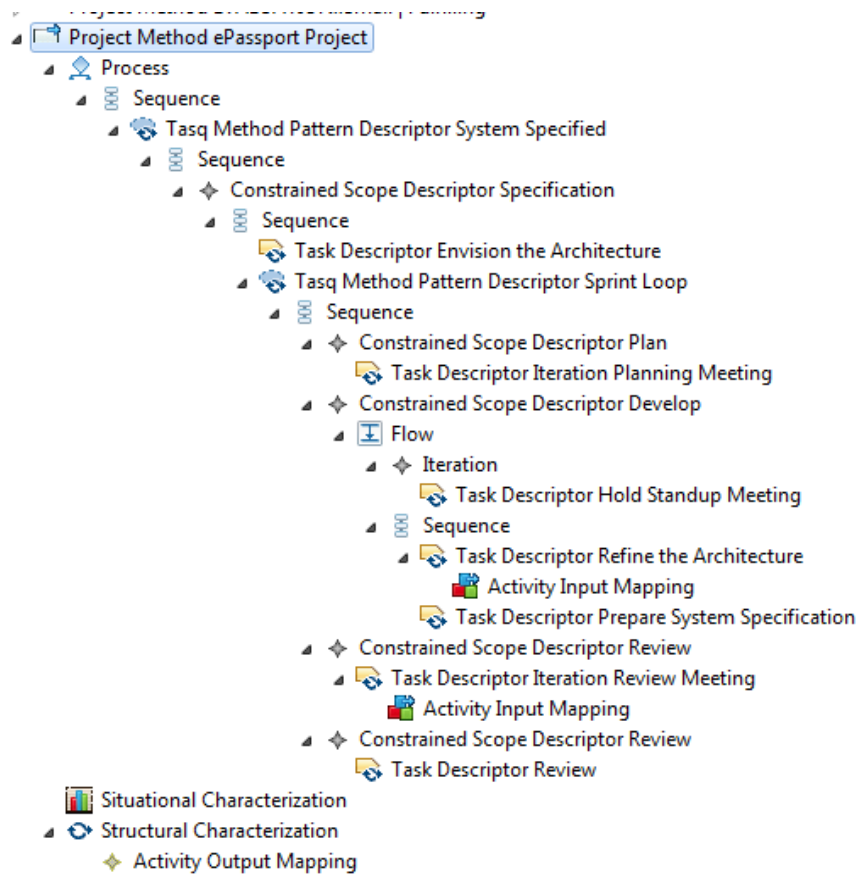 Project Method ePassport Project
Process
Sequence
Tasq Method Pattern Descriptor System Specified
Sequence
Constrained Scope Descriptor Specification
Sequence
Task Descriptor Envision the Architecture
Tasq Method Pattern Descriptor Sprint Loop
Sequence
Constrained Scope Descriptor Plan
Task Descriptor Iteration Planning Meeting
Constrained Scope Descriptor Develop
Flow
Iteration
Task Descriptor Hold Standup Meeting
Sequence
Task Descriptor Refine the Architecture
Activity Input Mapping
Task Descriptor Prepare System Specification
Constrained Scope Descriptor Review
Task Descriptor Iteration Review Meeting
Activity Input Mapping
Constrained Scope Descriptor Review
Task Descriptor Review
Situational Characterization
Structural Characterization
Activity Output Mapping